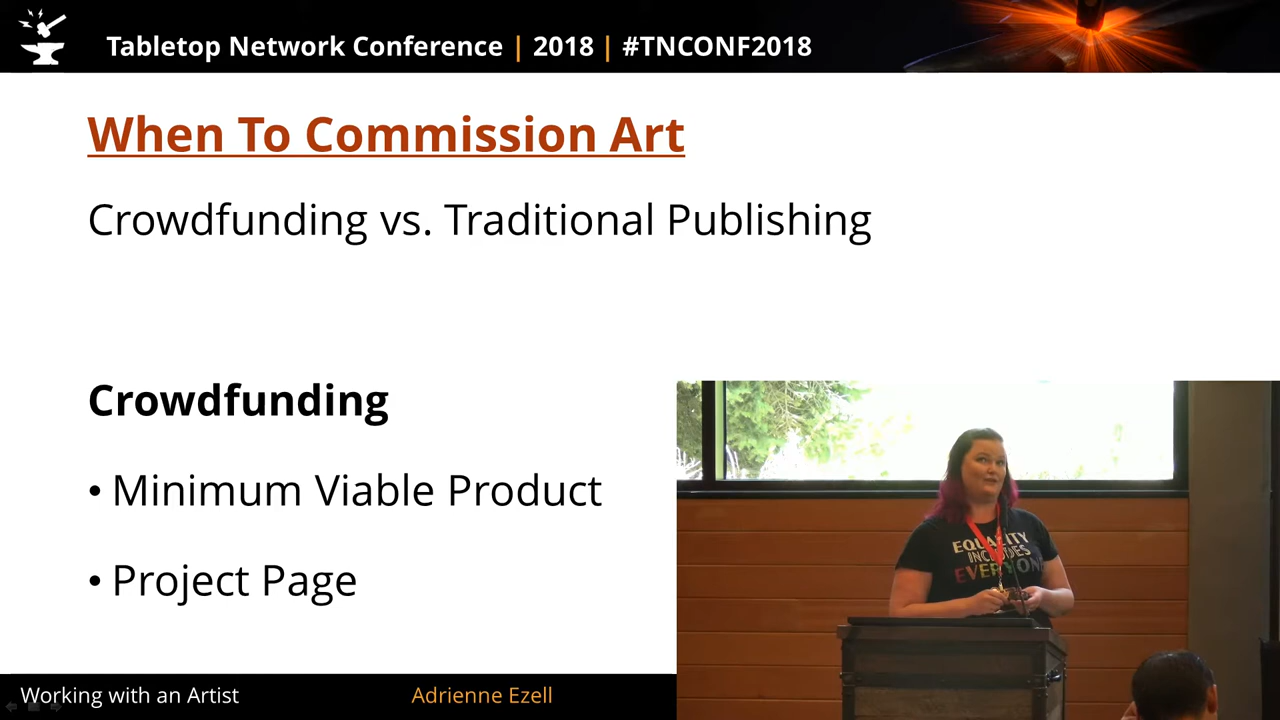 Tabletop Network Conference | 2018 | #TNCONF2018
When To Commission Art
Crowdfunding vs. Traditional Publishing
Crowdfunding
• Minimum Viable Product
• Project Page
EQUALITY
INCLUDES
EVERYONE
Working with an Artist
Adrienne Ezell